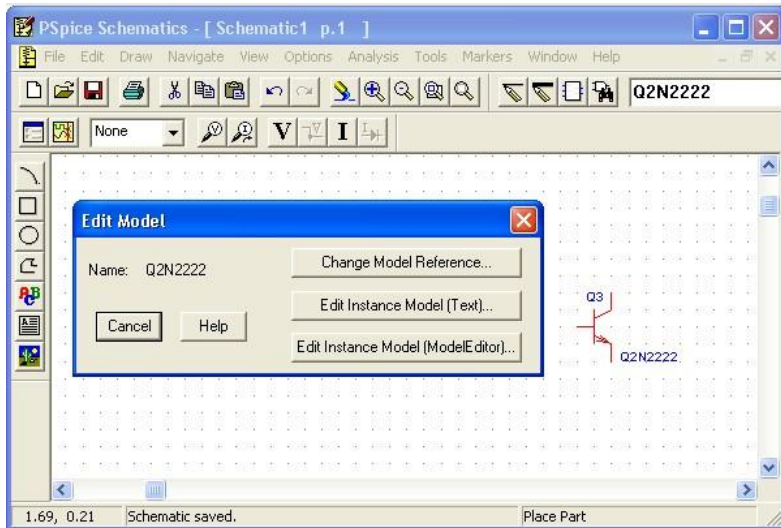 PSpice Schematics - [ Schematic1 p.1 ]
File Edit Draw Navigate View Options Analysis Tools Markers Window Help
Q2N2222
None V I
Edit Model
Name: Q2N2222
Change Model Reference...
Edit Instance Model (Text)...
Cancel Help
Edit Instance Model (ModelEditor)...
Q3
Q2N2222
1.69, 0.21 Schematic saved. Place Part